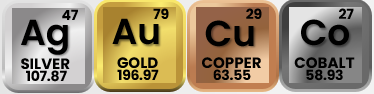 47 79 29 27
Ag Au Cu Co
SILVER GOLD COPPER COBALT
107.87 196.97 63.55 58.93